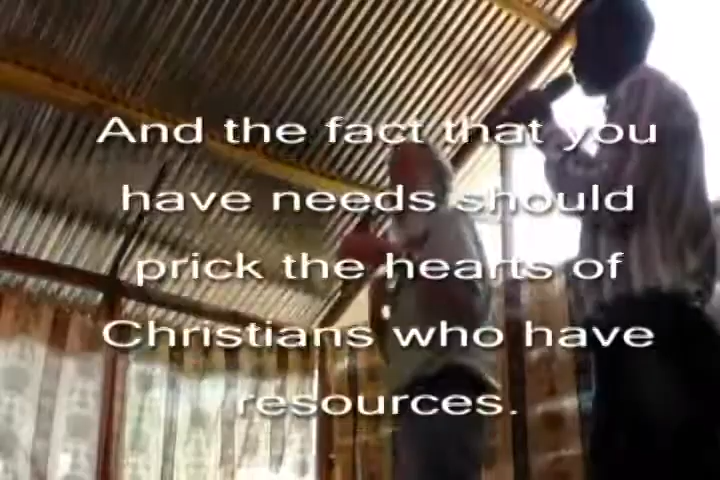 And the fact that you
have needs should
prick the hearts of
Christians who have
resources.